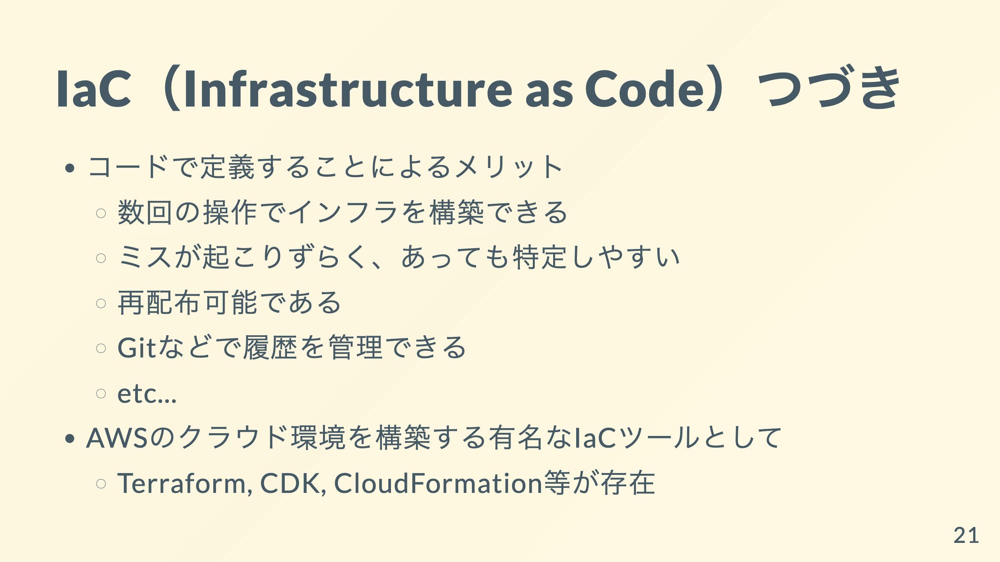 IaC（Infrastructure as Code）つづき
• コードで定義することによるメリット
○ 数回の操作でインフラを構築できる
○ ミスが起こりずらく、あっても特定しやすい
○ 再配布可能である
○ Gitなどで履歴を管理できる
○ etc...
• AWSのクラウド環境を構築する有名なIaCツールとして
○ Terraform, CDK, CloudFormation等が存在
21